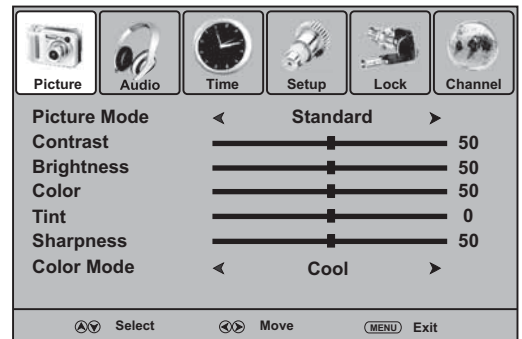 Picture Audio Time Setup Lock Channel
Picture Mode Standard
Contrast 50
Brightness 50
Color 50
Tint 0
Sharpness 50
Color Mode Cool
Select Move MENU Exit